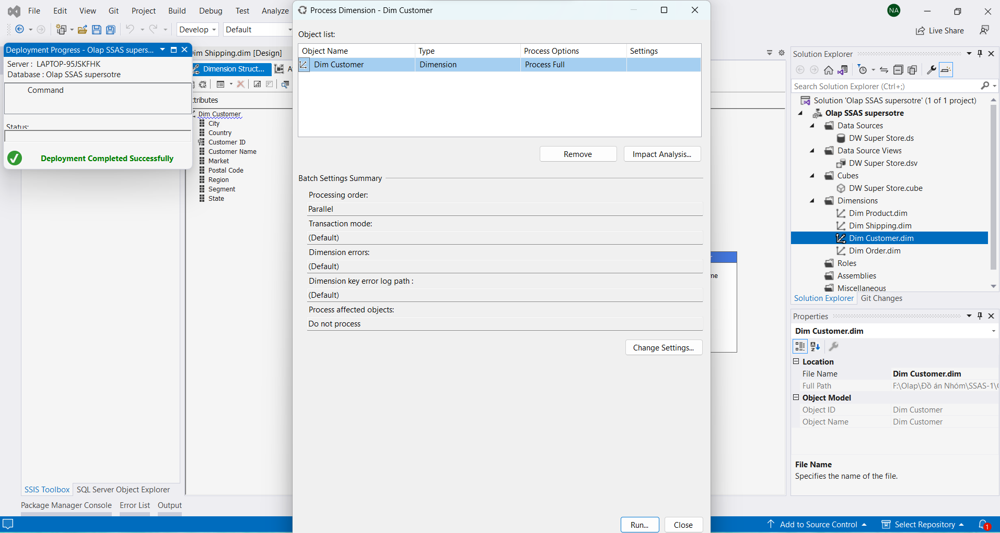 File Edit View Git Project Build Debug Test Analyze
Process Dimension - Dim Customer
NA
Develop Default
Live Share
Deployment Progress - Olap SSAS supers...
Server : LAPTOP-95JSKFHK
Database : Olap SSAS supersotre
Command
Status:
Deployment Completed Successfully
Dim Shipping.dim [Design]
Dimension Struct...
Dim Customer
City
Country
Customer ID
Customer Name
Market
Postal Code
Region
Segment
State
Object list:
Object Name Type Process Options Settings
Dim Customer Dimension Process Full
Remove Impact Analysis...
Batch Settings Summary
Processing order:
Parallel
Transaction mode:
(Default)
Dimension errors:
(Default)
Dimension key error log path :
(Default)
Process affected objects:
Do not process
Change Settings...
Run... Close
Solution Explorer
Search Solution Explorer (Ctrl+;)
Solution 'Olap SSAS supersotre' (1 of 1 project)
Olap SSAS supersotre
Data Sources
DW Super Store.ds
Data Source Views
DW Super Store.dsv
Cubes
DW Super Store.cube
Dimensions
Dim Product.dim
Dim Shipping.dim
Dim Customer.dim
Dim Order.dim
Roles
Assemblies
Miscellaneous
Solution Explorer Git Changes
Properties
Dim Customer.dim
Location
File Name Dim Customer.dim
Full Path F:\Olap\Đồ án Nhóm\SSAS-1\
Object Model
Object ID Dim Customer
Object Name Dim Customer
File Name
Specifies the name of the file.
SSIS Toolbox SQL Server Object Explorer
Package Manager Console Error List Output
Add to Source Control Select Repository 1